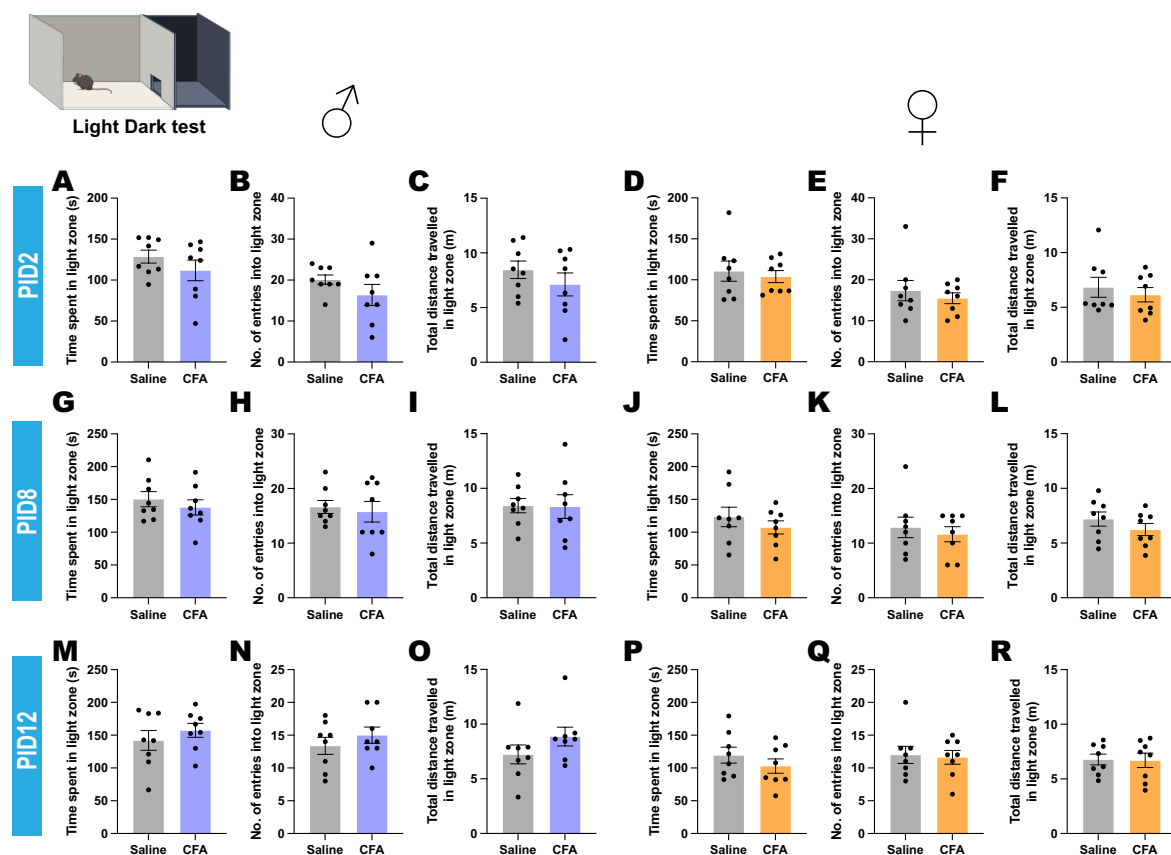 Light Dark test
♂
♀
PID2
A
Time spent in light zone (s)
200
150
100
50
0
Saline
CFA
B
No. of entries into light zone
40
30
20
10
0
Saline
CFA
C
Total distance travelled
in light zone (m)
15
10
5
0
Saline
CFA
D
Time spent in light zone (s)
200
150
100
50
0
Saline
CFA
E
No. of entries into light zone
40
30
20
10
0
Saline
CFA
F
Total distance travelled
in light zone (m)
15
10
5
0
Saline
CFA
PID8
G
Time spent in light zone (s)
250
200
150
100
50
0
Saline
CFA
H
No. of entries into light zone
30
20
10
0
Saline
CFA
I
Total distance travelled
in light zone (m)
15
10
5
0
Saline
CFA
J
Time spent in light zone (s)
250
200
150
100
50
0
Saline
CFA
K
No. of entries into light zone
30
20
10
0
Saline
CFA
L
Total distance travelled
in light zone (m)
15
10
5
0
Saline
CFA
PID12
M
Time spent in light zone (s)
250
200
150
100
50
0
Saline
CFA
N
No. of entries into light zone
25
20
15
10
5
0
Saline
CFA
O
Total distance travelled
in light zone (m)
15
10
5
0
Saline
CFA
P
Time spent in light zone (s)
250
200
150
100
50
0
Saline
CFA
Q
No. of entries into light zone
25
20
15
10
5
0
Saline
CFA
R
Total distance travelled
in light zone (m)
15
10
5
0
Saline
CFA